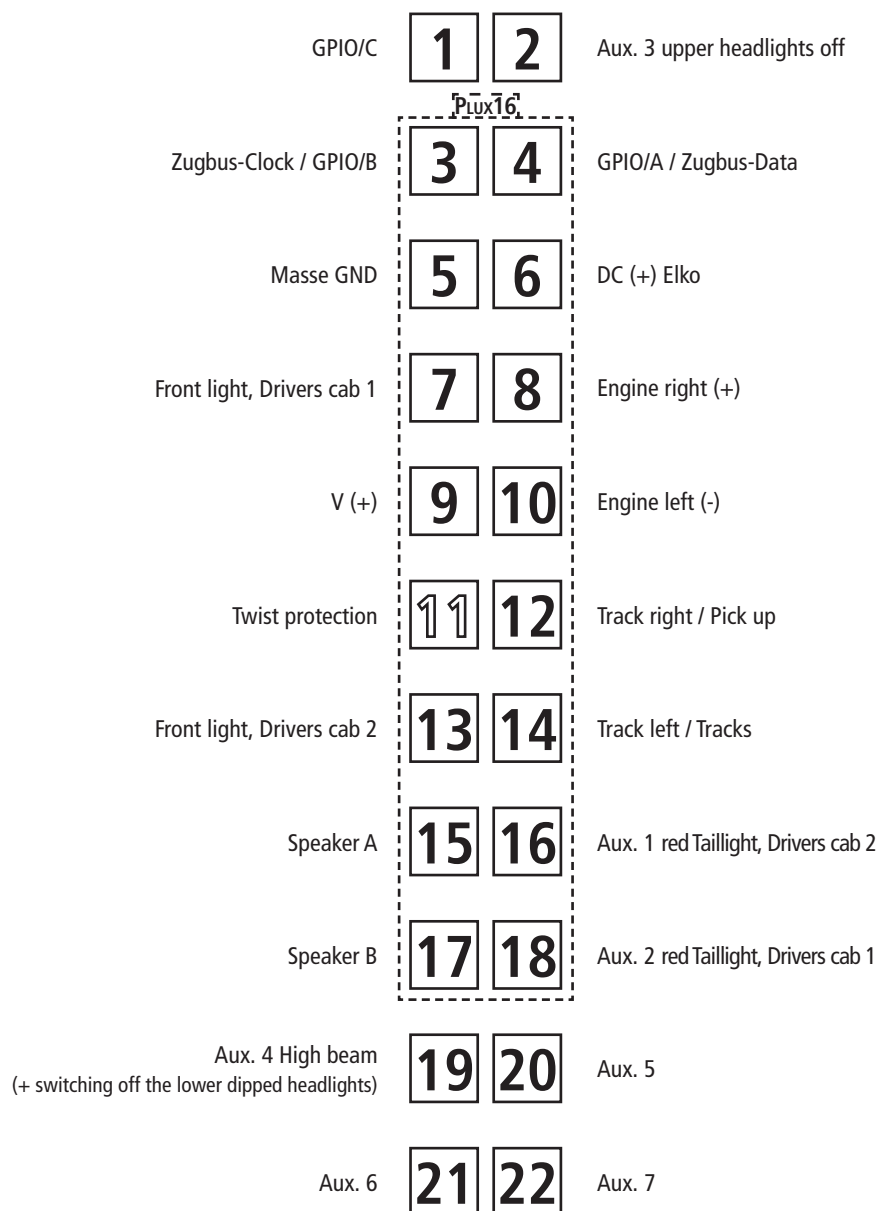 GPIO/C 1 2 Aux. 3 upper headlights off
PLUX16
Zugbus-Clock / GPIO/B 3 4 GPIO/A / Zugbus-Data
Masse GND 5 6 DC (+) Elko
Front light, Drivers cab 1 7 8 Engine right (+)
V (+) 9 10 Engine left (-)
Twist protection 11 12 Track right / Pick up
Front light, Drivers cab 2 13 14 Track left / Tracks
Speaker A 15 16 Aux. 1 red Taillight, Drivers cab 2
Speaker B 17 18 Aux. 2 red Taillight, Drivers cab 1
Aux. 4 High beam
(+ switching off the lower dipped headlights) 19 20 Aux. 5
Aux. 6 21 22 Aux. 7